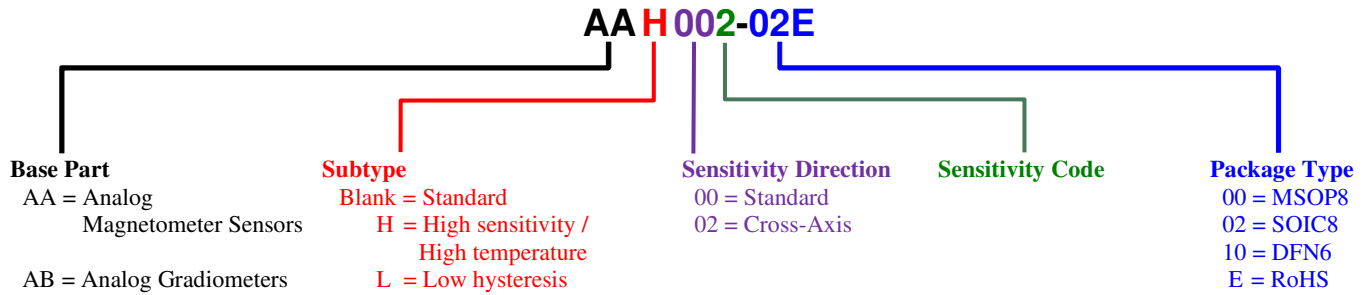 AAH002-02E
Base Part
AA = Analog
Magnetometer Sensors
AB = Analog Gradiometers
Subtype
Blank = Standard
H = High sensitivity /
High temperature
L = Low hysteresis
Sensitivity Direction
00 = Standard
02 = Cross-Axis
Sensitivity Code
Package Type
00 = MSOP8
02 = SOIC8
10 = DFN6
E = RoHS